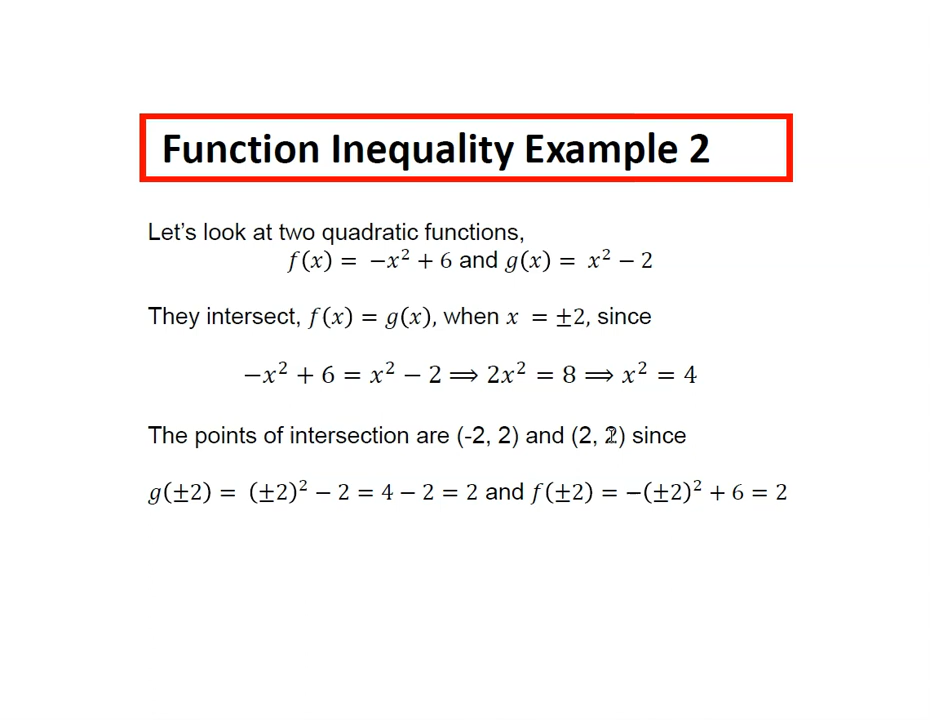 Function Inequality Example 2
Let's look at two quadratic functions,
f(x) = −x² + 6 and g(x) = x² − 2
They intersect, f(x) = g(x), when x = ±2, since
−x² + 6 = x² − 2 ⟹ 2x² = 8 ⟹ x² = 4
The points of intersection are (-2, 2) and (2, 2) since
g(±2) = (±2)² − 2 = 4 − 2 = 2 and f(±2) = −(±2)² + 6 = 2